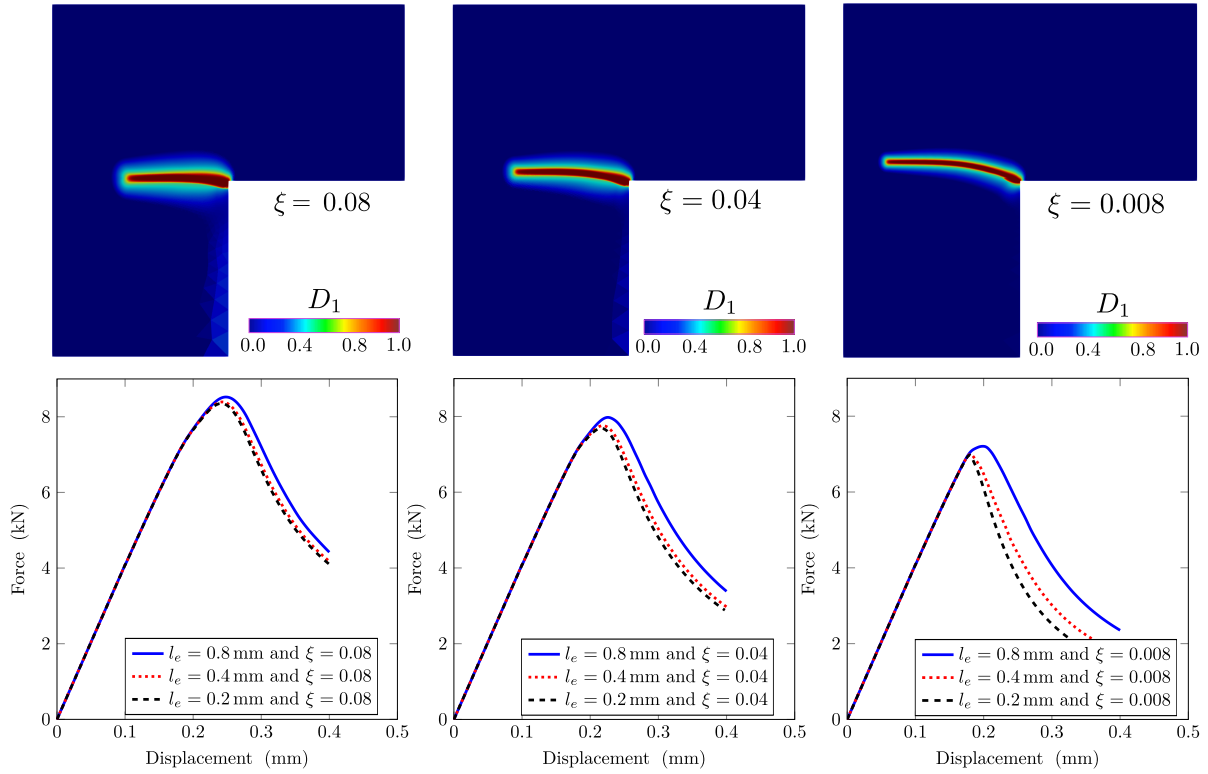 ξ = 0.08
D1
0.0 0.4 0.8 1.0
ξ = 0.04
D1
0.0 0.4 0.8 1.0
ξ = 0.008
D1
0.0 0.4 0.8 1.0
8
6
4
2
0
Force (kN)
0 0.1 0.2 0.3 0.4 0.5
Displacement (mm)
le = 0.8 mm and ξ = 0.08
le = 0.4 mm and ξ = 0.08
le = 0.2 mm and ξ = 0.08
8
6
4
2
0
Force (kN)
0 0.1 0.2 0.3 0.4 0.5
Displacement (mm)
le = 0.8 mm and ξ = 0.04
le = 0.4 mm and ξ = 0.04
le = 0.2 mm and ξ = 0.04
8
6
4
2
0
Force (kN)
0 0.1 0.2 0.3 0.4 0.5
Displacement (mm)
le = 0.8 mm and ξ = 0.008
le = 0.4 mm and ξ = 0.008
le = 0.2 mm and ξ = 0.008